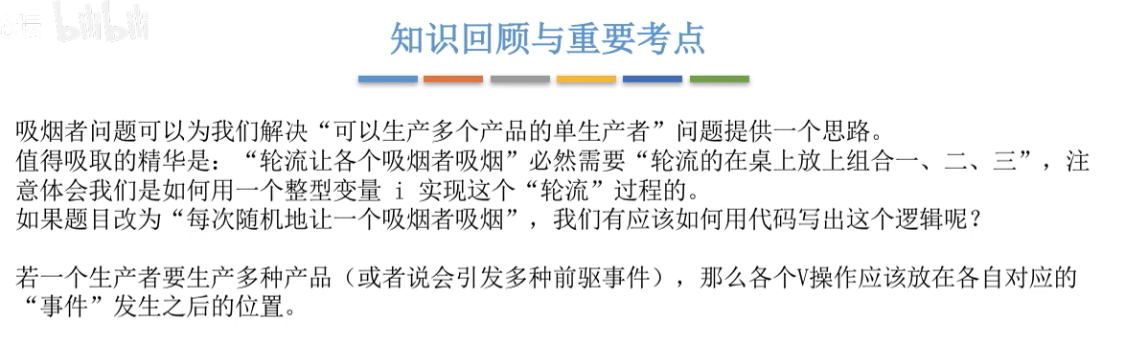 bilibili
知识回顾与重要考点
吸烟者问题可以为我们解决“可以生产多个产品的单生产者”问题提供一个思路。
值得吸取的精华是：“轮流让各个吸烟者吸烟”必然需要“轮流的在桌上放上组合一、二、三”，注
意体会我们是如何用一个整型变量 i 实现这个“轮流”过程的。
如果题目改为“每次随机地让一个吸烟者吸烟”，我们有应该如何用代码写出这个逻辑呢？
若一个生产者要生产多种产品（或者说会引发多种前驱事件），那么各个V操作应该放在各自对应的
“事件”发生之后的位置。